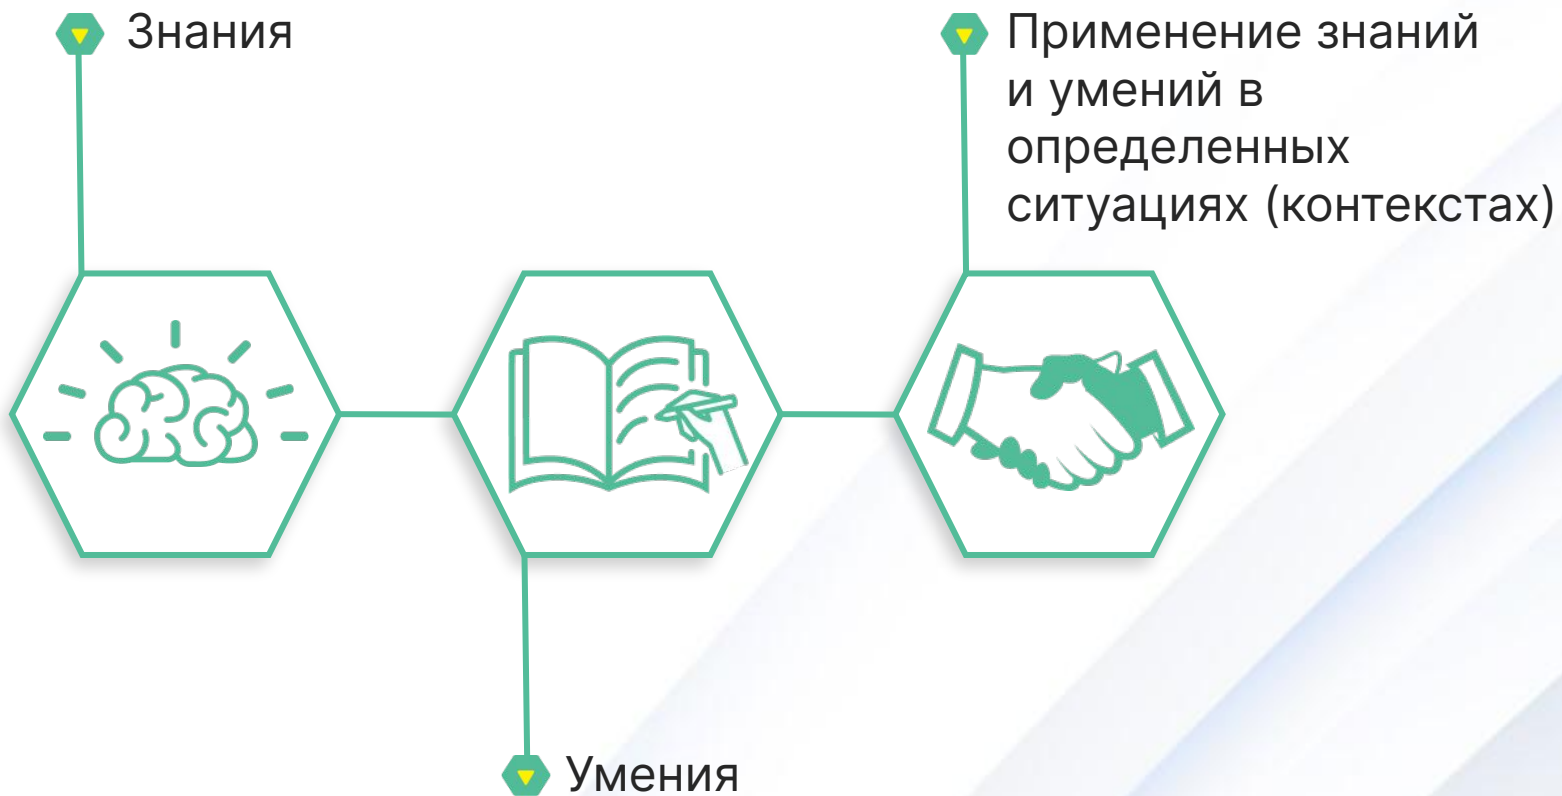 Знания
Применение знаний
и умений в
определенных
ситуациях (контекстах)
Умения